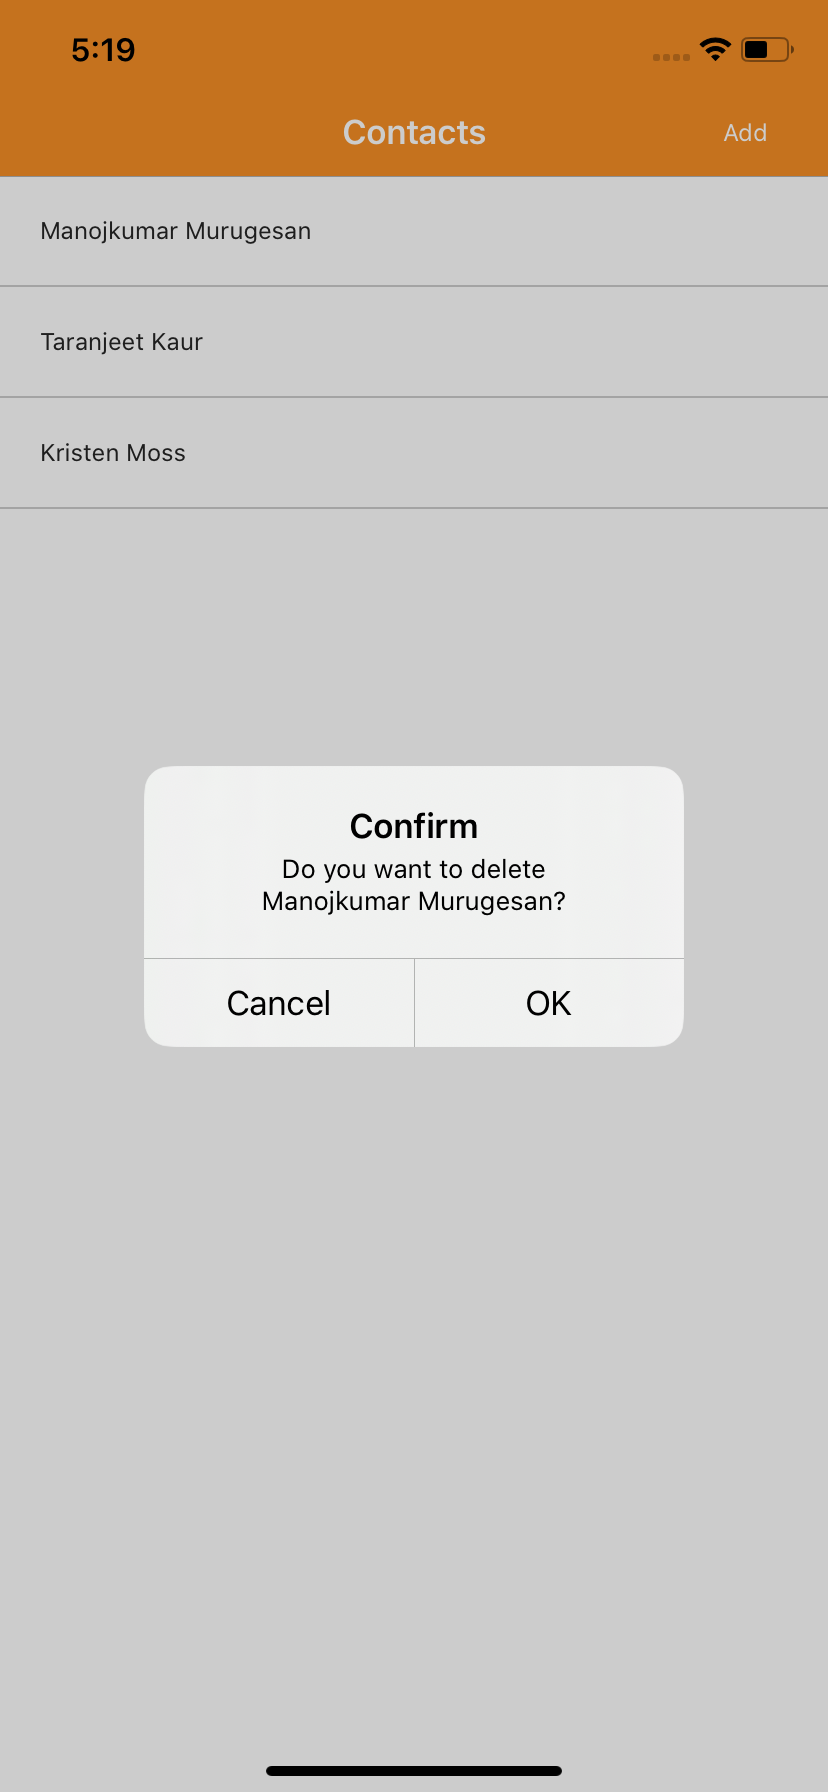 5:19
Contacts
Add
Manojkumar Murugesan
Taranjeet Kaur
Kristen Moss
Confirm
Do you want to delete
Manojkumar Murugesan?
Cancel
OK